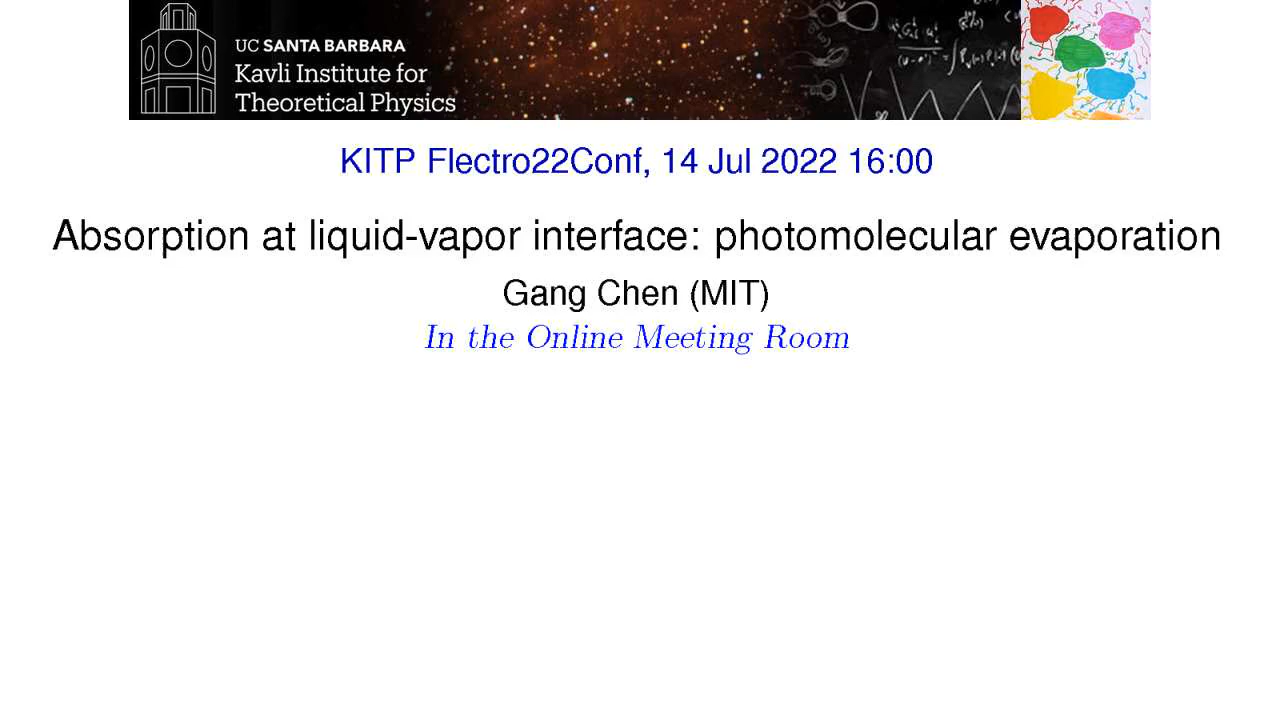 UC SANTA BARBARA
Kavli Institute for
Theoretical Physics
KITP Flectro22Conf, 14 Jul 2022 16:00
Absorption at liquid-vapor interface: photomolecular evaporation
Gang Chen (MIT)
In the Online Meeting Room